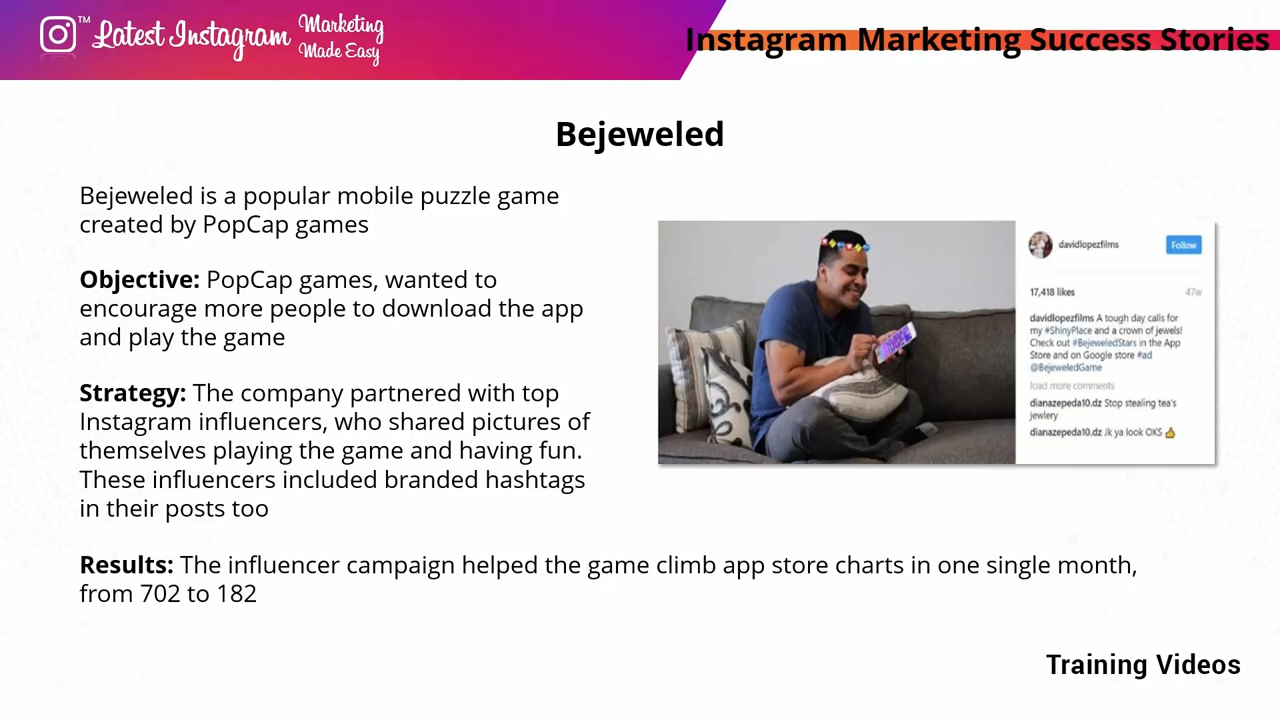 TM
Latest Instagram Marketing
Made Easy
Instagram Marketing Success Stories
Bejeweled
Bejeweled is a popular mobile puzzle game
created by PopCap games
Objective: PopCap games, wanted to
encourage more people to download the app
and play the game
Strategy: The company partnered with top
Instagram influencers, who shared pictures of
themselves playing the game and having fun.
These influencers included branded hashtags
in their posts too
davidlopezfilms Follow
17,418 likes 47w
davidlopezfilms A tough day calls for
my #ShinyPlace and a crown of jewels!
Check out #BejeweledStars in the App
Store and on Google store #ad
@BejeweledGame
load more comments
dianazepeda10.dz Stop stealing tea's
jewlery
dianazepeda10.dz Jk ya look OKS 👍
Results: The influencer campaign helped the game climb app store charts in one single month,
from 702 to 182
Training Videos